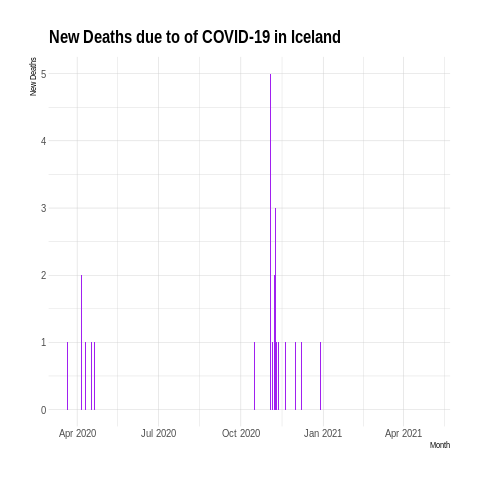 New Deaths due to of COVID-19 in Iceland
New Deaths
5
4
3
2
1
0
Apr 2020 Jul 2020 Oct 2020 Jan 2021 Apr 2021
Month